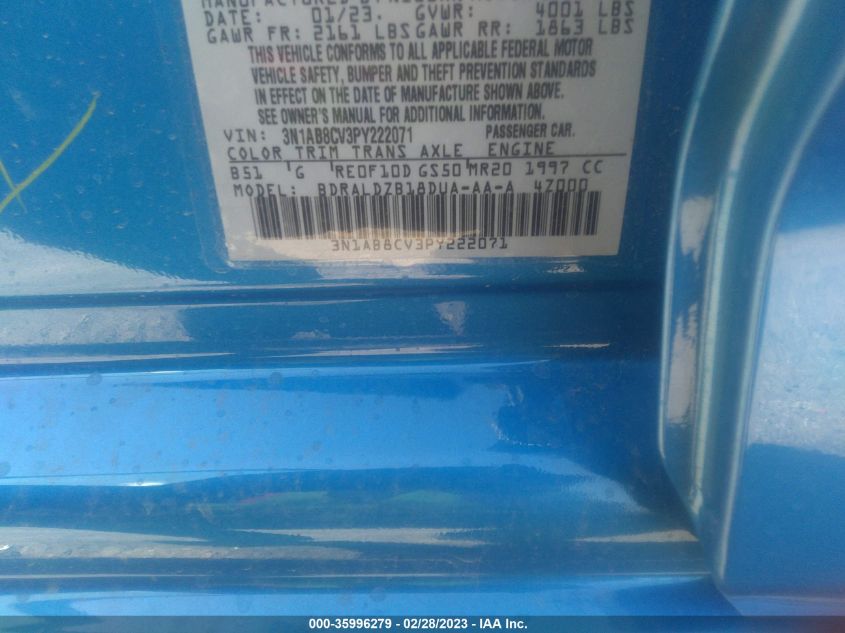 DATE: 01/23. GVWR: 4001 LBS
GAWR FR: 2161 LBS GAWR RR: 1863 LBS
THIS VEHICLE CONFORMS TO ALL APPLICABLE FEDERAL MOTOR
VEHICLE SAFETY, BUMPER AND THEFT PREVENTION STANDARDS
IN EFFECT ON THE DATE OF MANUFACTURE SHOWN ABOVE.
SEE OWNER'S MANUAL FOR ADDITIONAL INFORMATION.
VIN: 3N1AB8CV3PY222071 PASSENGER CAR.
COLOR TRIM TRANS AXLE ENGINE
B51 G RE0F10D GS50 MR20 1997 CC
MODEL: BDRALDZB18DUA-AA-A 4Z000
3N1AB8CV3PY222071
000-35996279 - 02/28/2023 - IAA Inc.